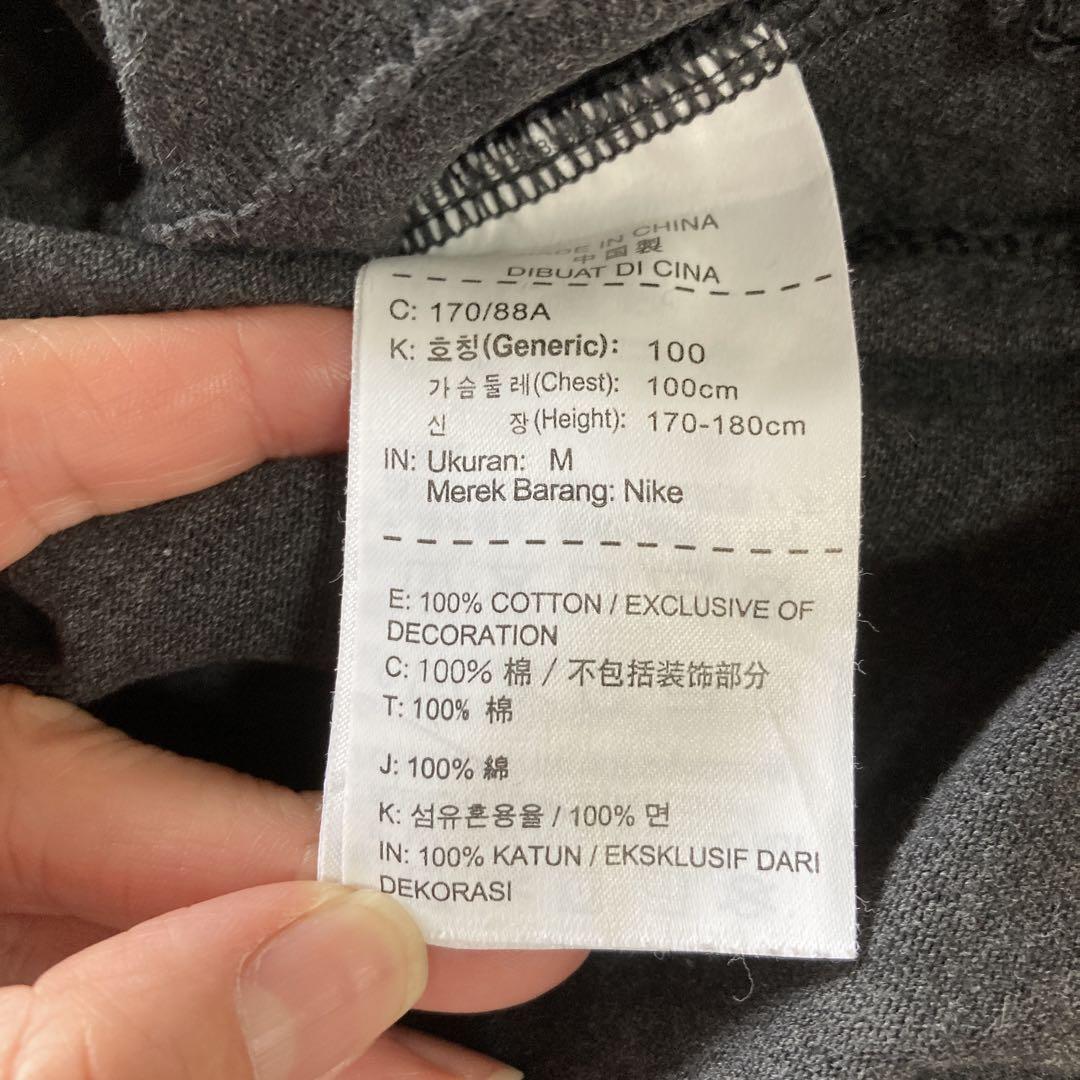 MADE IN CHINA
中国製
DIBUAT DI CINA
C: 170/88A
K: 호칭(Generic): 100
가슴둘레(Chest): 100cm
신 장(Height): 170-180cm
IN: Ukuran: M
Merek Barang: Nike
E: 100% COTTON / EXCLUSIVE OF
DECORATION
C: 100% 棉 / 不包括装饰部分
T: 100% 棉
J: 100% 綿
K: 섬유혼용율 / 100% 면
IN: 100% KATUN / EKSKLUSIF DARI
DEKORASI